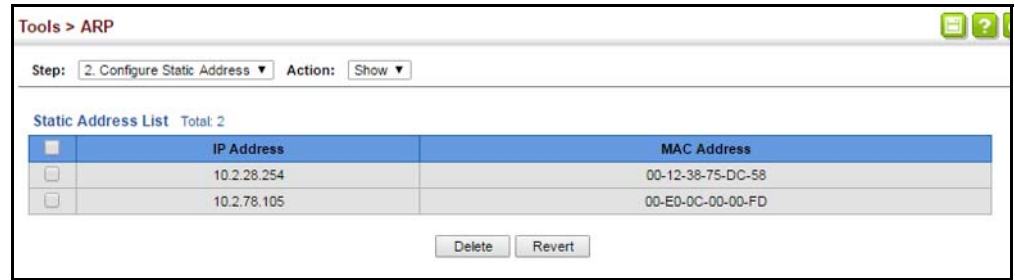 Tools > ARP
?
Step: 2. Configure Static Address ▼ Action: Show ▼
Static Address List Total: 2
IP Address MAC Address
10.2.28.254 00-12-38-75-DC-58
10.2.78.105 00-E0-0C-00-00-FD
Delete Revert